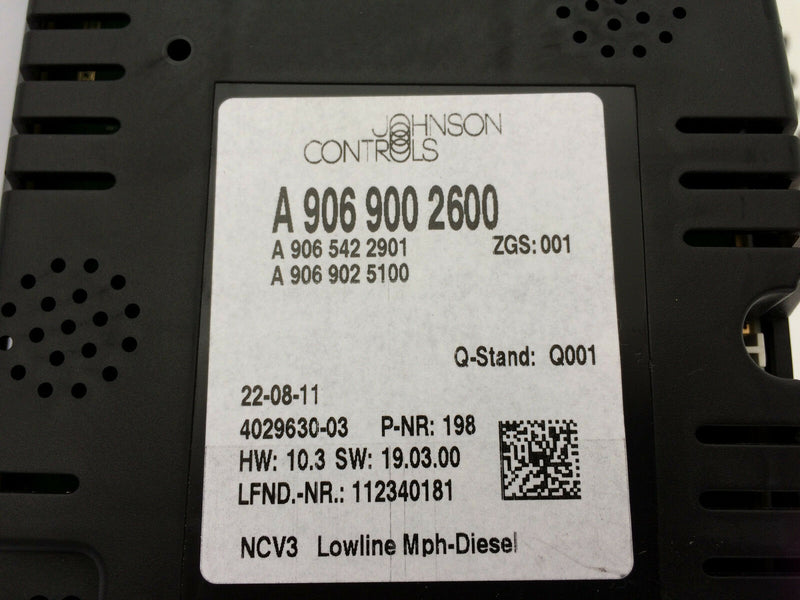 JOHNSON
CONTROLS
A 906 900 2600
A 906 542 2901 ZGS: 001
A 906 902 5100
Q-Stand: Q001
22-08-11
4029630-03 P-NR: 198
HW: 10.3 SW: 19.03.00
LFND.-NR.: 112340181
NCV3 Lowline Mph-Diesel